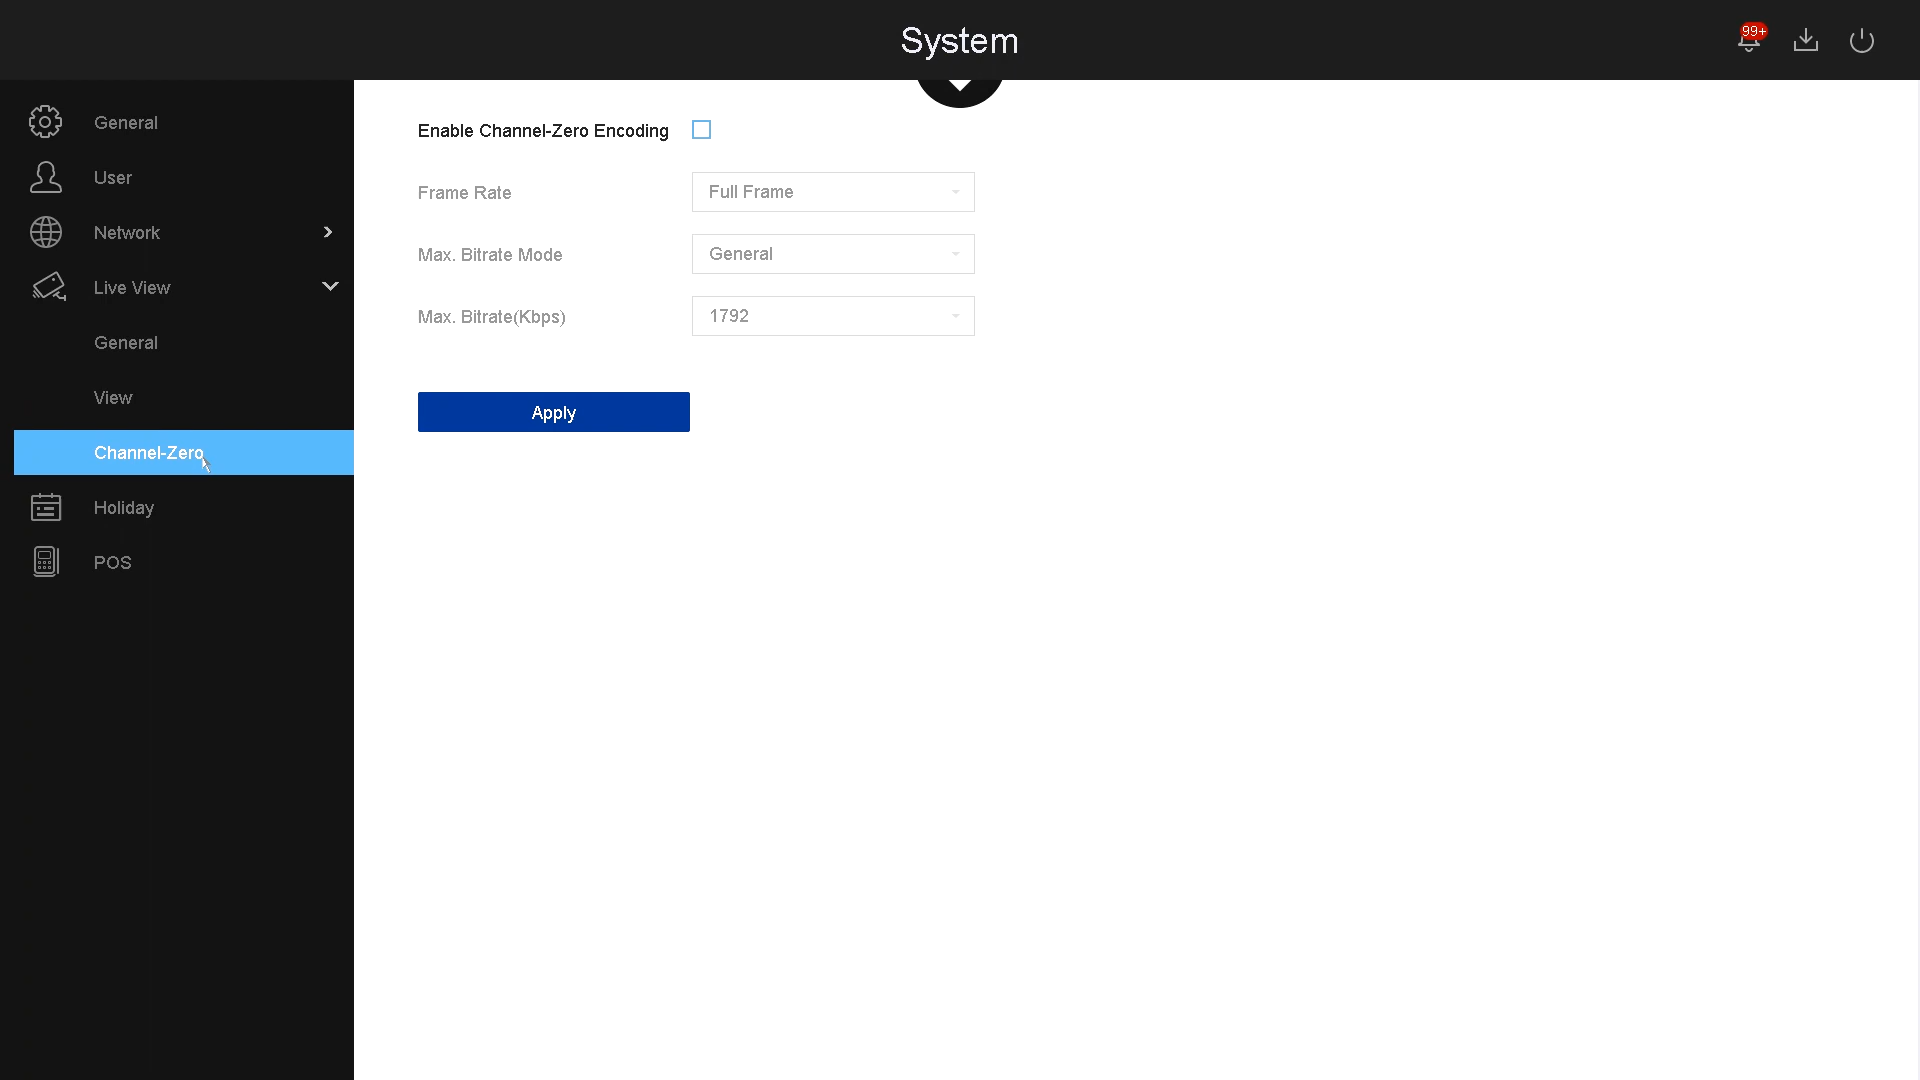 System
99+
General
User
Network
Live View
General
View
Channel-Zero
Holiday
POS
Enable Channel-Zero Encoding
Frame Rate Full Frame
Max. Bitrate Mode General
Max. Bitrate(Kbps) 1792
Apply